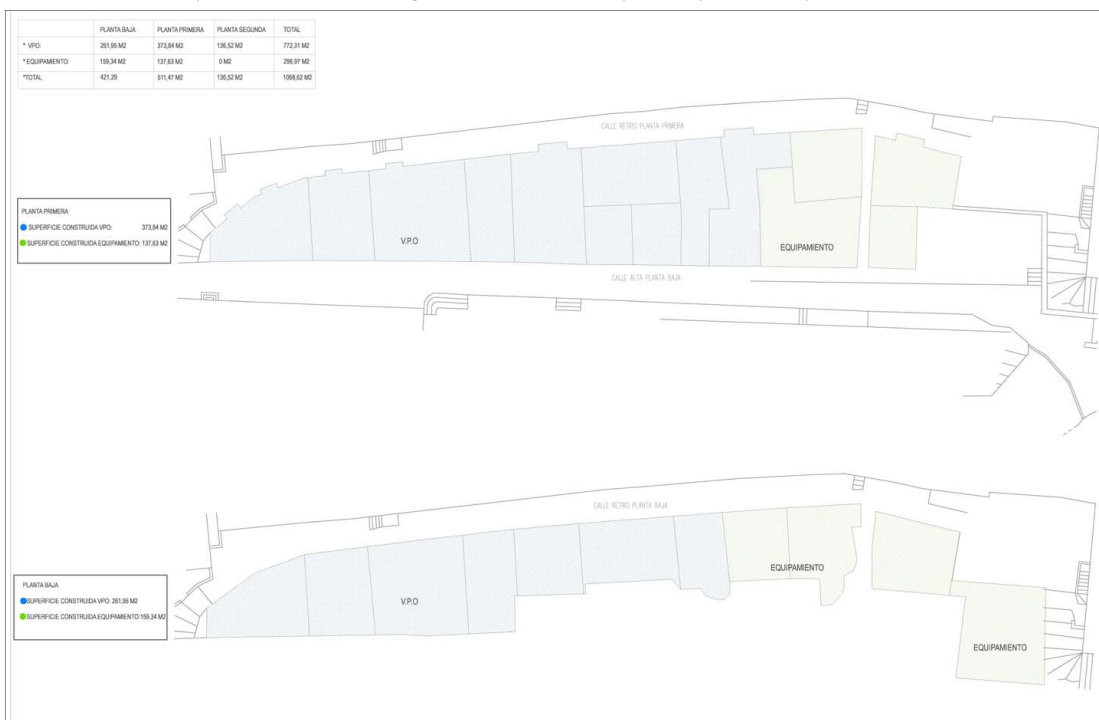 PLANTA BAJA PLANTA PRIMERA PLANTA SEGUNDA TOTAL
* VPO: 261,95 M2 373,84 M2 136,52 M2 772,31 M2
* EQUIPAMIENTO: 159,34 M2 137,63 M2 0 M2 296,97 M2
*TOTAL 421,29 511,47 M2 136,52 M2 1068,62 M2
CALLE RETIRO PLANTA PRIMERA
PLANTA PRIMERA
SUPERFICIE CONSTRUIDA VPO: 373,84 M2
SUPERFICIE CONSTRUIDA EQUIPAMIENTO: 137,63 M2
V.P.O
EQUIPAMIENTO
CALLE ALTA PLANTA BAJA
CALLE RETIRO PLANTA BAJA
PLANTA BAJA
SUPERFICIE CONSTRUIDA VPO: 261,95 M2
SUPERFICIE CONSTRUIDA EQUIPAMIENTO:159,34 M2
V.P.O
EQUIPAMIENTO
EQUIPAMIENTO